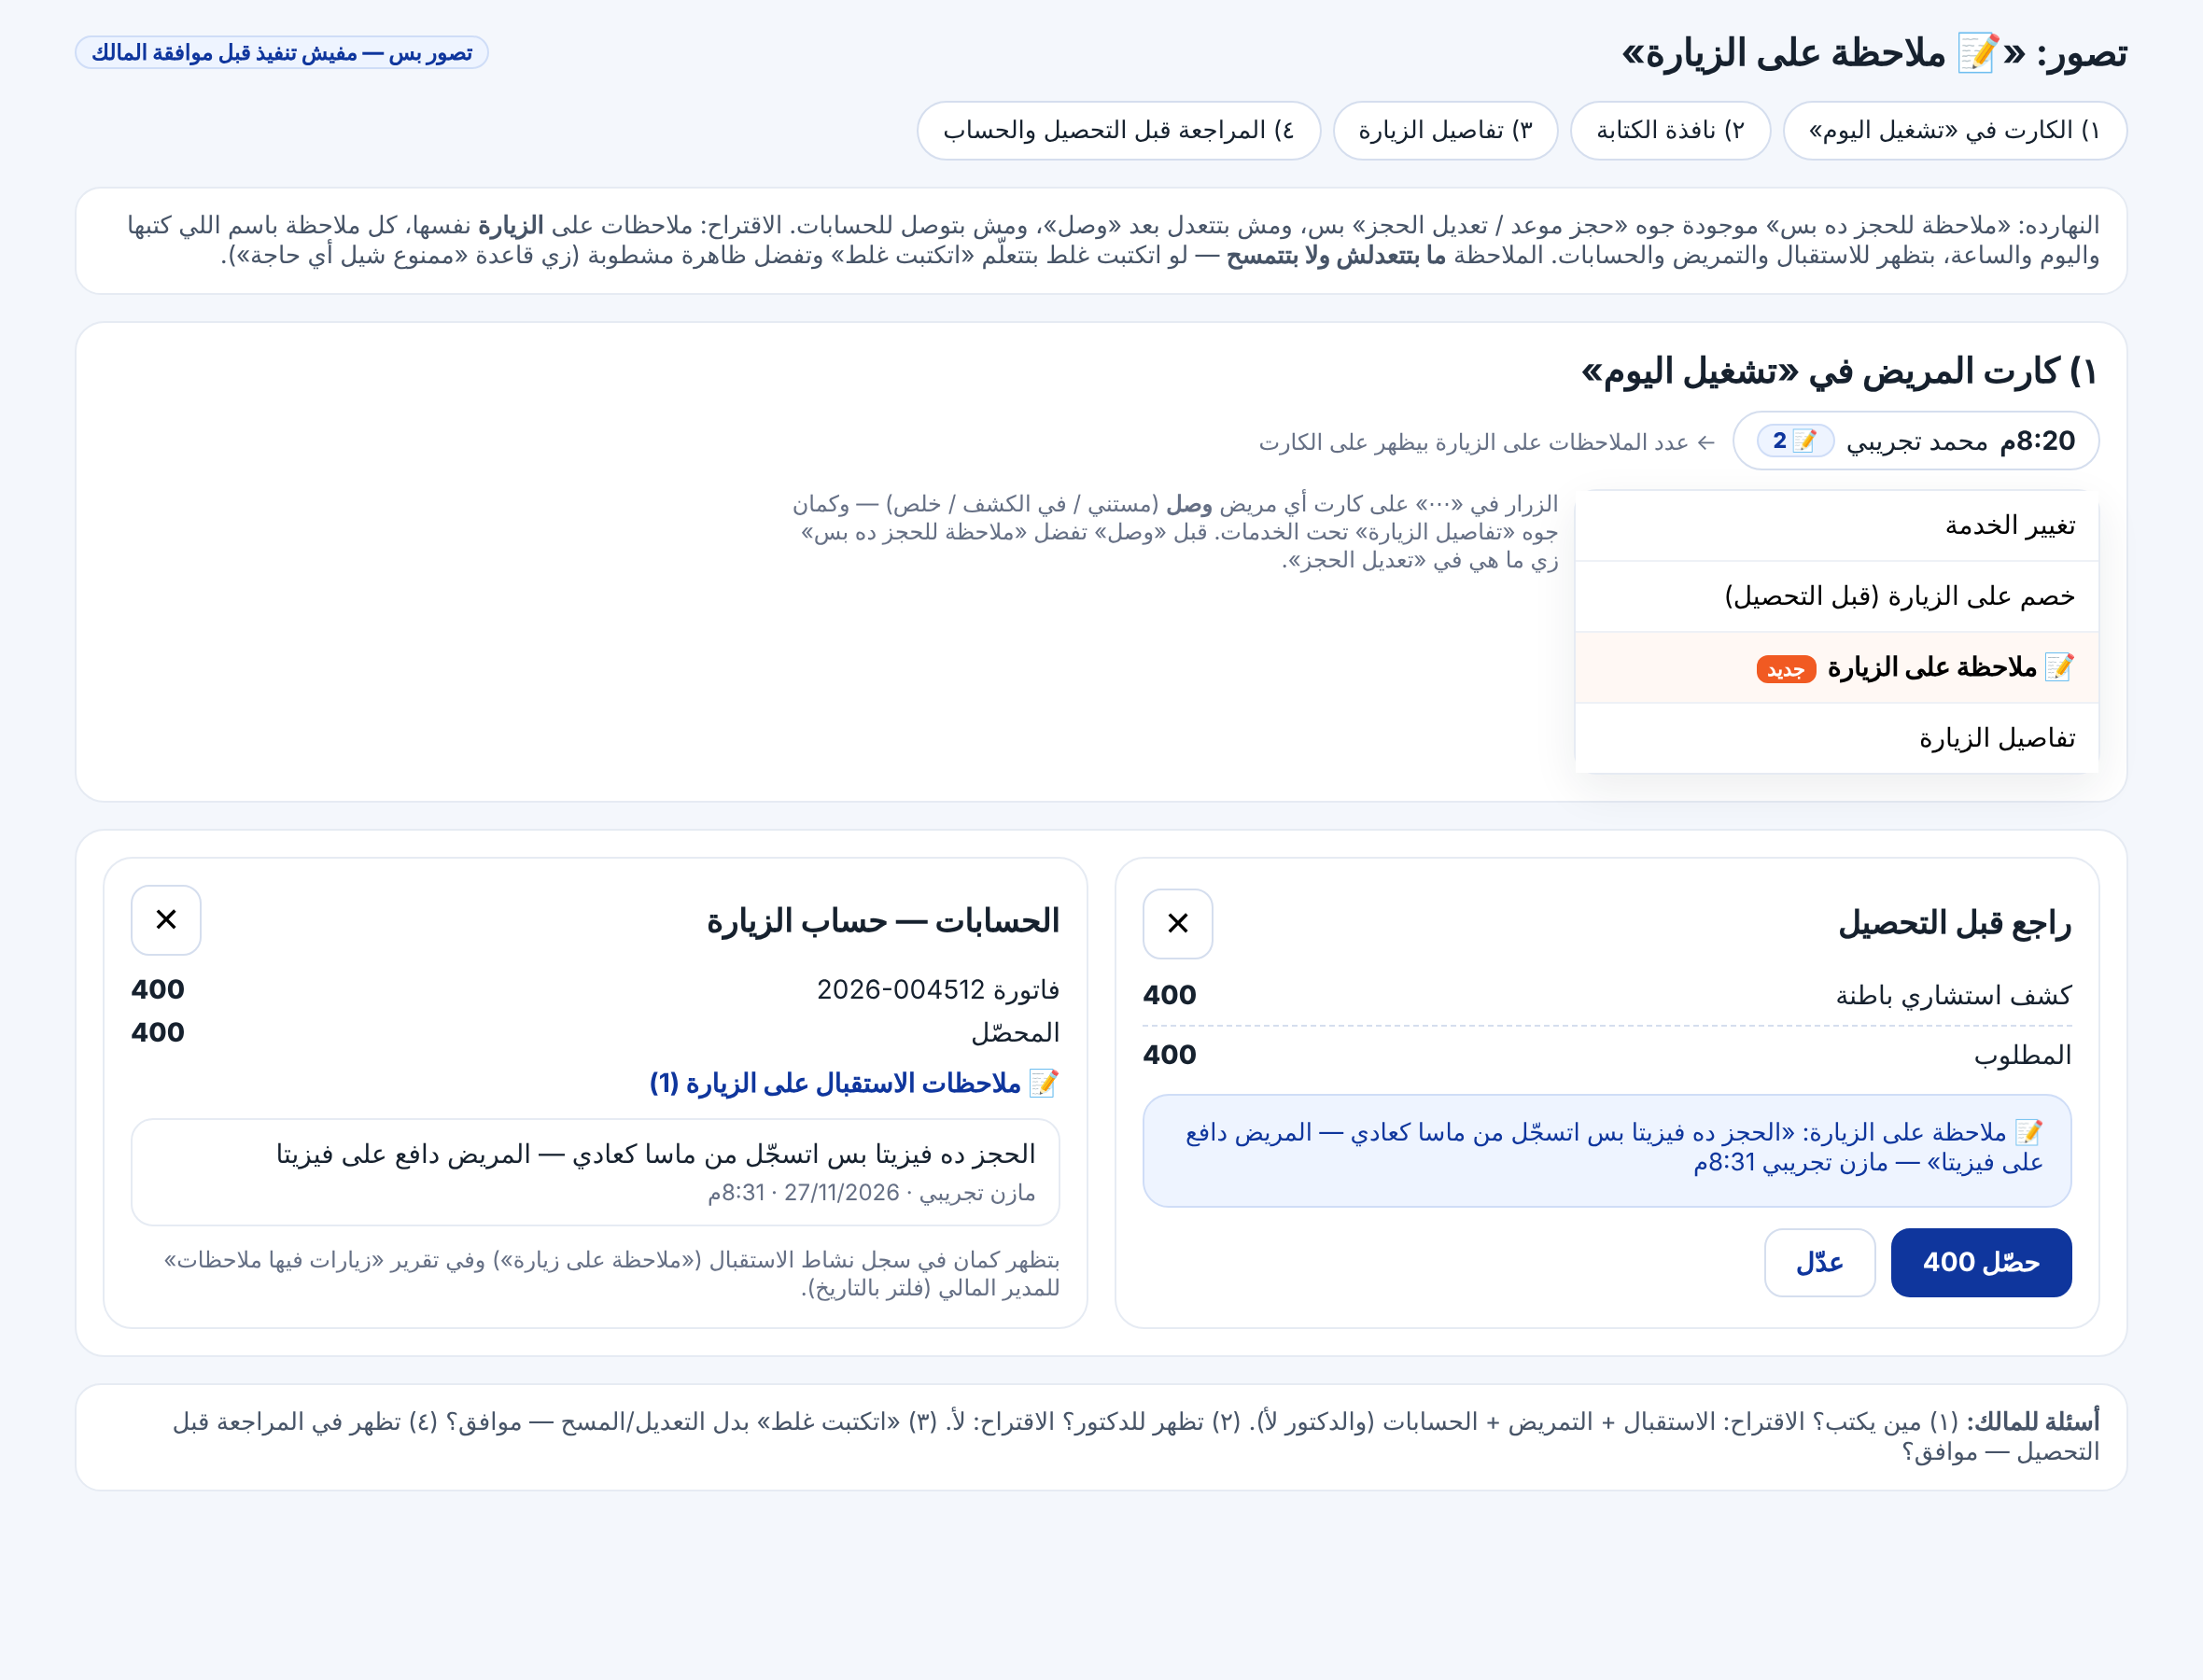 تصور: «📝 ملاحظة على الزيارة»
تصور بس — مفيش تنفيذ قبل موافقة المالك
١) الكارت في «تشغيل اليوم»
٢) نافذة الكتابة
٣) تفاصيل الزيارة
٤) المراجعة قبل التحصيل والحساب
النهارده: «ملاحظة للحجز ده بس» موجودة جوه «حجز موعد / تعديل الحجز» بس، ومش بتتعدل بعد «وصل»، ومش بتوصل للحسابات. الاقتراح: ملاحظات على الزيارة نفسها، كل ملاحظة باسم اللي كتبها
واليوم والساعة، بتظهر للاستقبال والتمريض والحسابات. الملاحظة ما بتتعدلش ولا بتتمسح — لو اتكتبت غلط بتتعلّم «اتكتبت غلط» وتفضل ظاهرة مشطوبة (زي قاعدة «ممنوع شيل أي حاجة»).
١) كارت المريض في «تشغيل اليوم»
8:20م محمد تجريبي 📝 2
← عدد الملاحظات على الزيارة بيظهر على الكارت
تغيير الخدمة
خصم على الزيارة (قبل التحصيل)
📝 ملاحظة على الزيارة جديد
تفاصيل الزيارة
الزرار في «⋯» على كارت أي مريض وصل (مستني / في الكشف / خلص) — وكمان
جوه «تفاصيل الزيارة» تحت الخدمات. قبل «وصل» تفضل «ملاحظة للحجز ده بس»
زي ما هي في «تعديل الحجز».
راجع قبل التحصيل
✕
كشف استشاري باطنة 400
المطلوب 400
📝 ملاحظة على الزيارة: «الحجز ده فيزيتا بس اتسجّل من ماسا كعادي — المريض دافع
على فيزيتا» — مازن تجريبي 8:31م
حصّل 400
عدّل
الحسابات — حساب الزيارة
✕
فاتورة 2026-004512 400
المحصّل 400
📝 ملاحظات الاستقبال على الزيارة (1)
الحجز ده فيزيتا بس اتسجّل من ماسا كعادي — المريض دافع على فيزيتا
مازن تجريبي · 27/11/2026 · 8:31م
بتظهر كمان في سجل نشاط الاستقبال («ملاحظة على زيارة») وفي تقرير «زيارات فيها ملاحظات»
للمدير المالي (فلتر بالتاريخ).
أسئلة للمالك: (١) مين يكتب؟ الاقتراح: الاستقبال + التمريض + الحسابات (والدكتور لأ). (٢) تظهر للدكتور؟ الاقتراح: لأ. (٣) «اتكتبت غلط» بدل التعديل/المسح — موافق؟ (٤) تظهر في المراجعة قبل
التحصيل — موافق؟